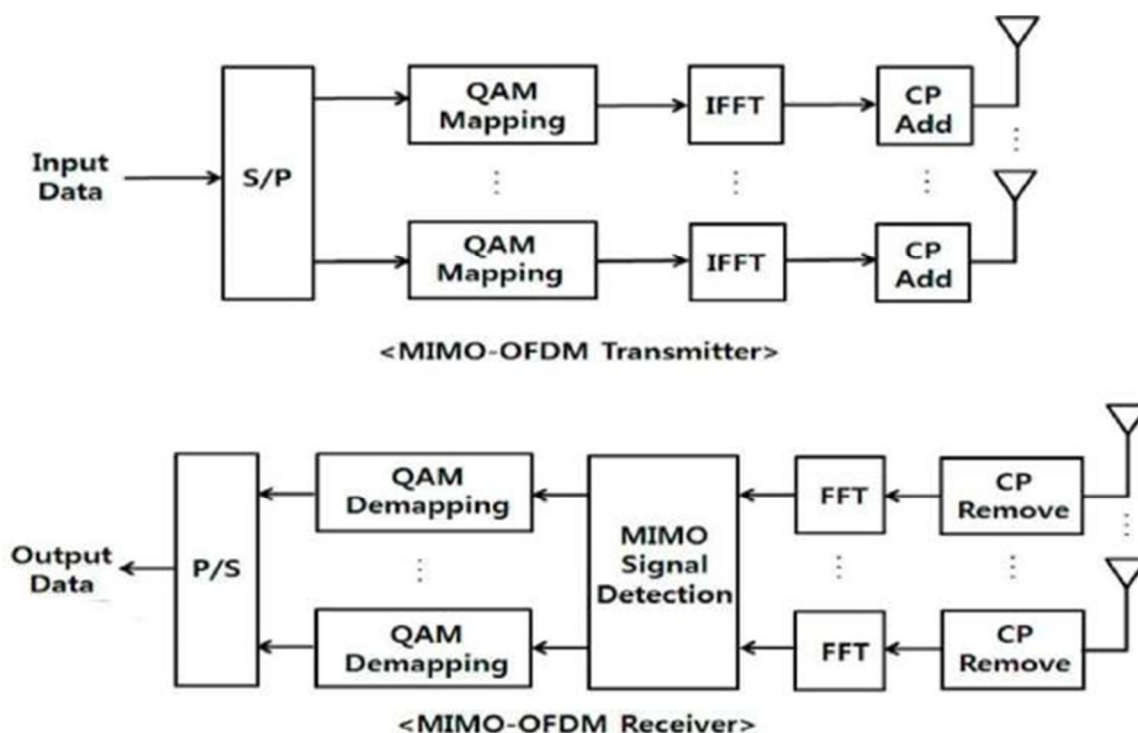 QAM
Mapping
IFFT
CP
Add
Input
Data
S/P
QAM
Mapping
IFFT
CP
Add
<MIMO-OFDM Transmitter>
QAM
Demapping
MIMO
Signal
Detection
FFT
CP
Remove
Output
Data
P/S
QAM
Demapping
FFT
CP
Remove
<MIMO-OFDM Receiver>